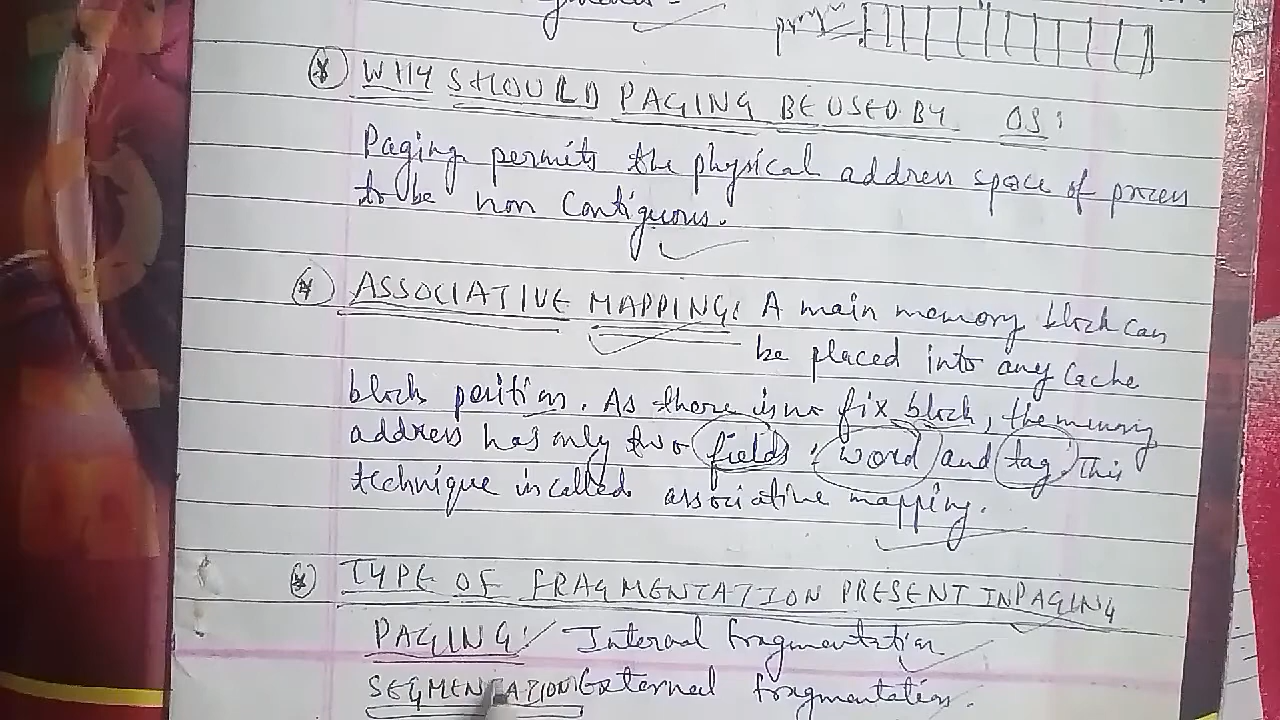 WHY SHOULD PAGING BE USED BY O.S:
Paging permits the physical address space of process
to be non contiguous.
ASSOCIATIVE MAPPING: A main memory block can
be placed into any cache
block position. As there is no fix block, the memory
address has only two fields: word and tag. This
technique is called associative mapping.
TYPE OF FRAGMENTATION PRESENT IN PAGING
PAGING: Internal fragmentation
SEGMENTATION External fragmentation.